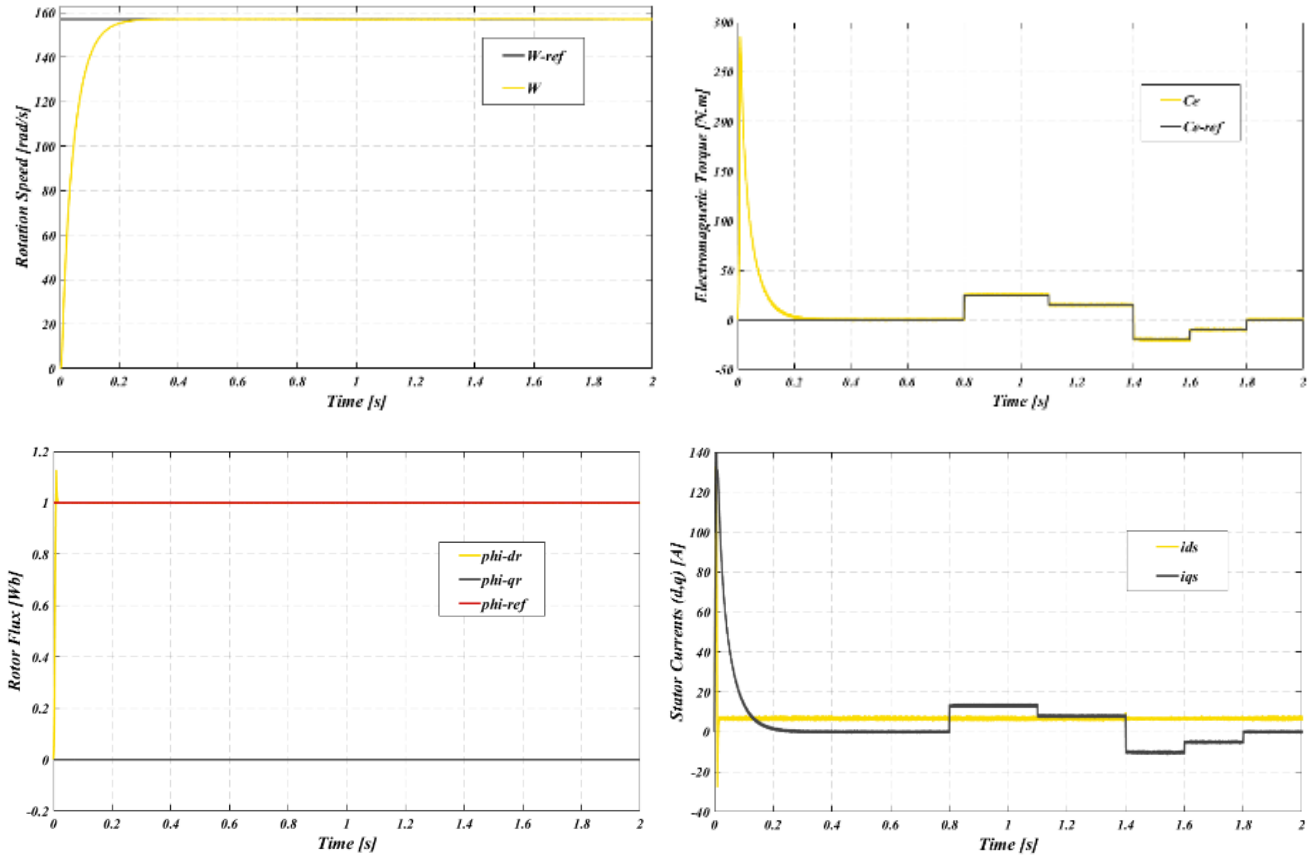 160
140
120
100
80
60
40
20
0
Rotation Speed [rad/s]
W-ref
W
0 0.2 0.4 0.6 0.8 1 1.2 1.4 1.6 1.8 2
Time [s]
300
250
200
150
100
50
0
-50
Electromagnetic Torque [N.m]
Ce
Ce-ref
0 0.2 0.4 0.6 0.8 1 1.2 1.4 1.6 1.8 2
Time [s]
1.2
1
0.8
0.6
0.4
0.2
0
-0.2
Rotor Flux [Wb]
phi-dr
phi-qr
phi-ref
0 0.2 0.4 0.6 0.8 1 1.2 1.4 1.6 1.8 2
Time [s]
140
120
100
80
60
40
20
0
-20
-40
Stator Currents (d,q) [A]
ids
iqs
0 0.2 0.4 0.6 0.8 1 1.2 1.4 1.6 1.8 2
Time [s]